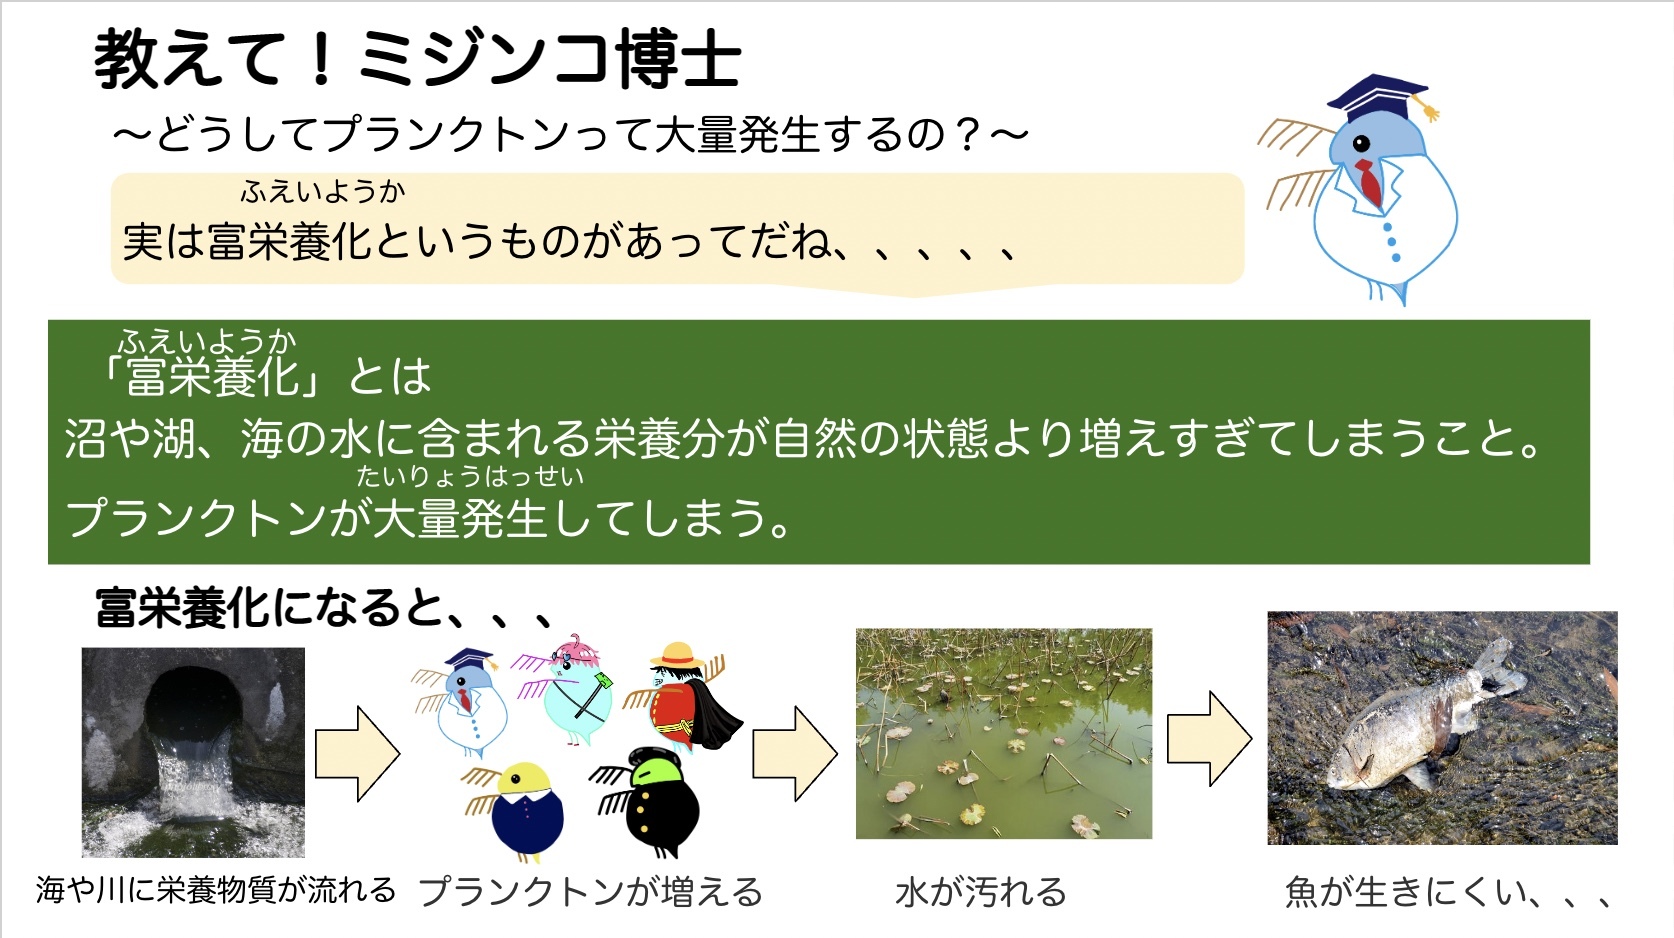 教えて！ミジンコ博士
〜どうしてプランクトンって大量発生するの？〜
ふえいようか
実は富栄養化というものがあってだね、、、、、
ふえいようか
「富栄養化」とは
沼や湖、海の水に含まれる栄養分が自然の状態より増えすぎてしまうこと。
たいりょうはっせい
プランクトンが大量発生してしまう。
富栄養化になると、、、
海や川に栄養物質が流れる
プランクトンが増える
水が汚れる
魚が生きにくい、、、